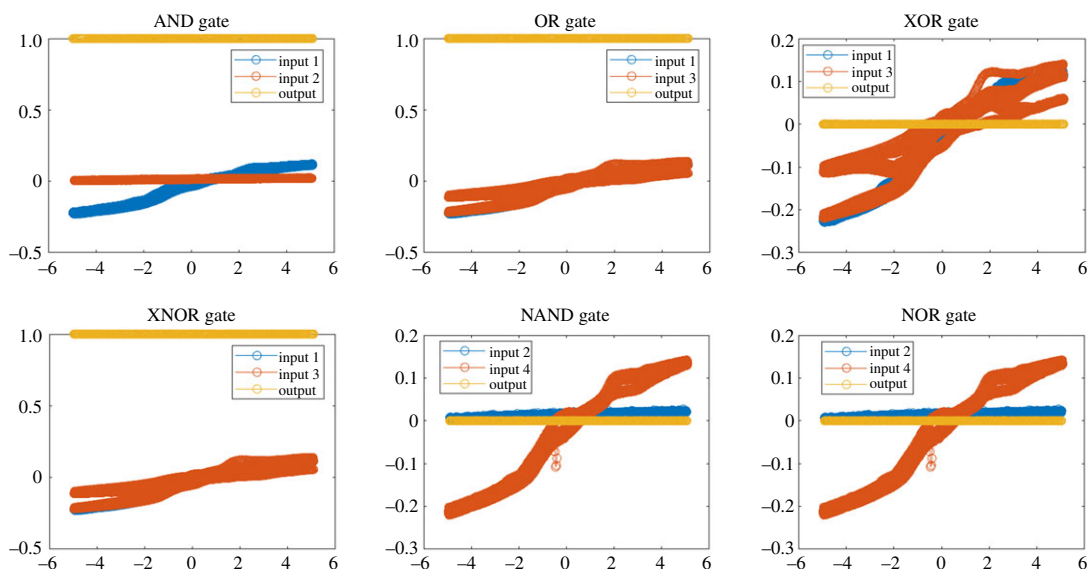 AND gate
1.0
0.5
0
–0.5
–6 –4 –2 0 2 4 6
input 1
input 2
output
OR gate
1.0
0.5
0
–0.5
–6 –4 –2 0 2 4 6
input 1
input 3
output
XOR gate
0.2
0.1
0
–0.1
–0.2
–0.3
–6 –4 –2 0 2 4 6
input 1
input 3
output
XNOR gate
1.0
0.5
0
–0.5
–6 –4 –2 0 2 4 6
input 1
input 3
output
NAND gate
0.2
0.1
0
–0.1
–0.2
–0.3
–6 –4 –2 0 2 4 6
input 2
input 4
output
NOR gate
0.2
0.1
0
–0.1
–0.2
–0.3
–6 –4 –2 0 2 4 6
input 2
input 4
output